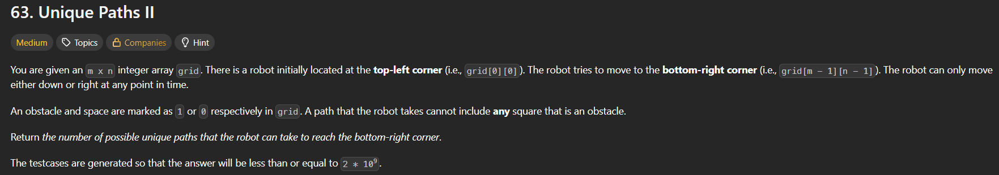 63. Unique Paths II
Medium Topics Companies Hint
You are given an m x n integer array grid. There is a robot initially located at the top-left corner (i.e., grid[0][0]). The robot tries to move to the bottom-right corner (i.e., grid[m - 1][n - 1]). The robot can only move
either down or right at any point in time.
An obstacle and space are marked as 1 or 0 respectively in grid. A path that the robot takes cannot include any square that is an obstacle.
Return the number of possible unique paths that the robot can take to reach the bottom-right corner.
The testcases are generated so that the answer will be less than or equal to 2 * 10⁹.